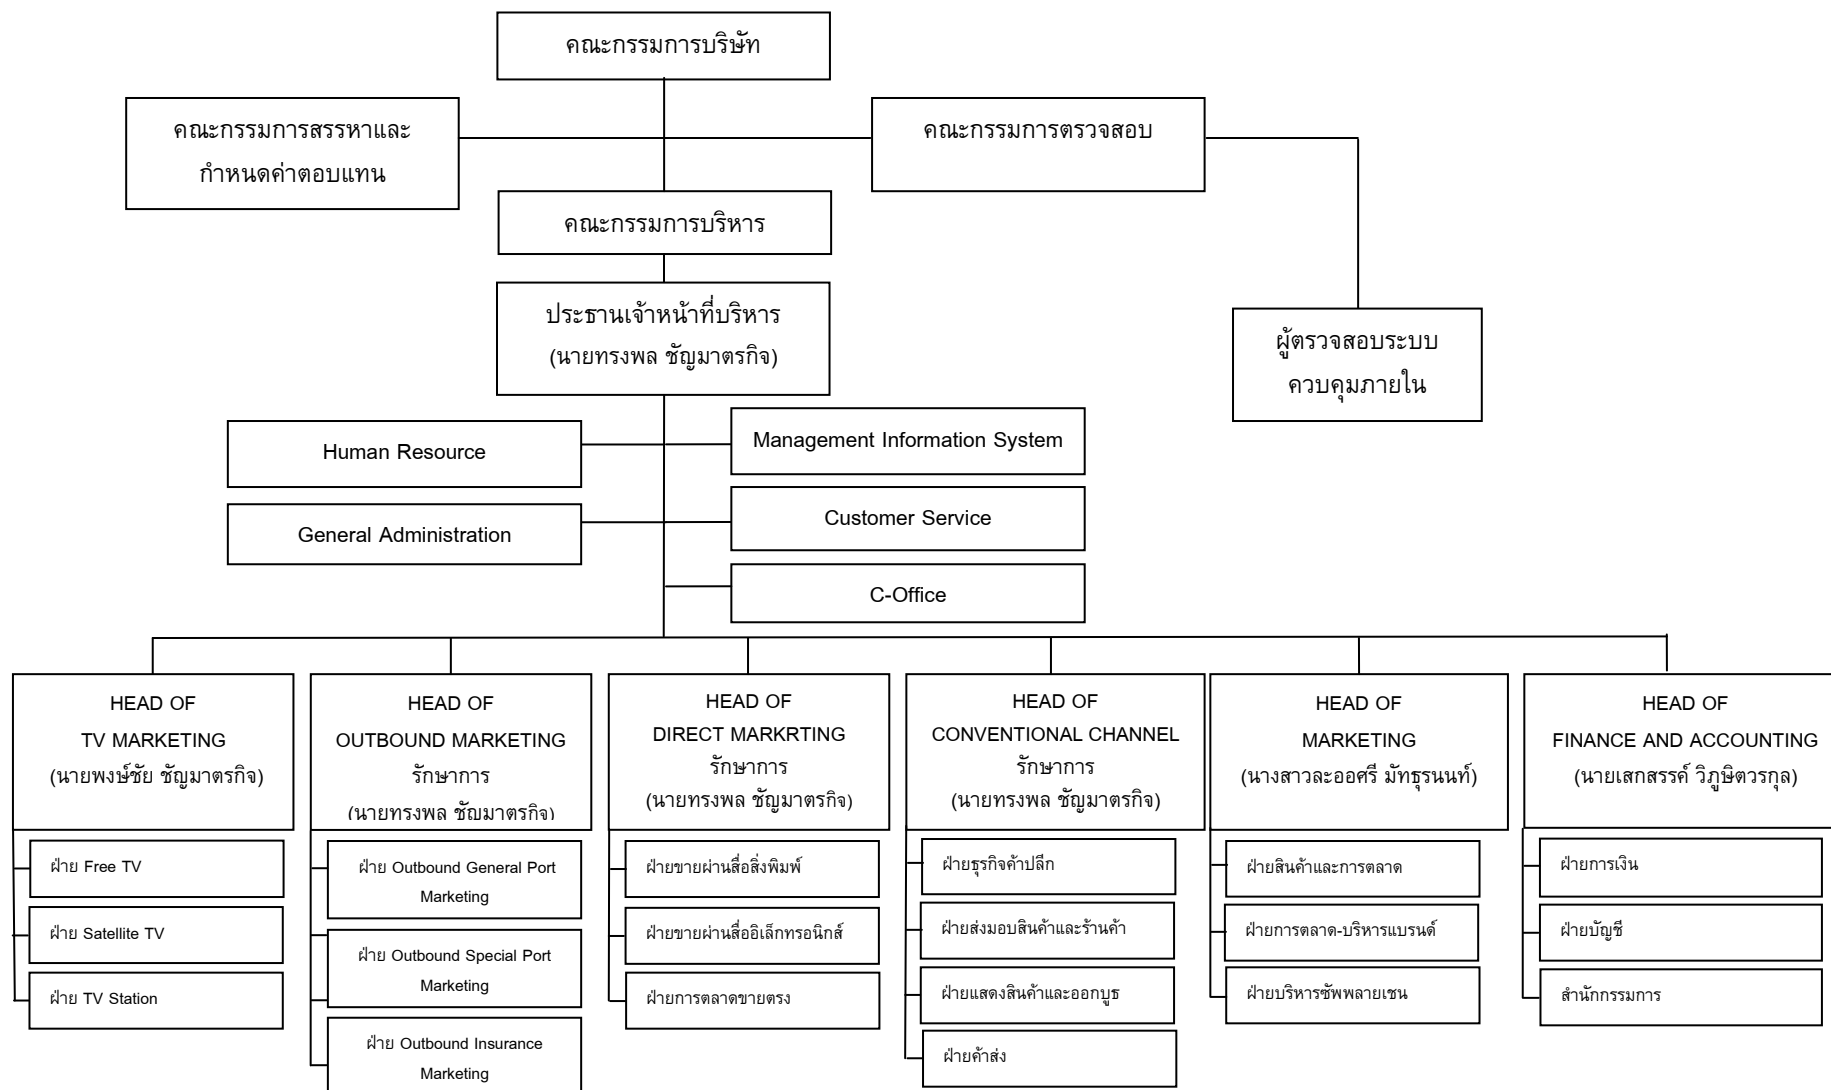 คณะกรรมการบริษัท
คณะกรรมการสรรหาและ
กำหนดค่าตอบแทน
คณะกรรมการตรวจสอบ
คณะกรรมการบริหาร
ประธานเจ้าหน้าที่บริหาร
(นายทรงพล ชัญมาตรกิจ)
ผู้ตรวจสอบระบบ
ควบคุมภายใน
Human Resource
Management Information System
General Administration
Customer Service
C-Office
HEAD OF
TV MARKETING
(นายพงษ์ชัย ชัญมาตรกิจ)
ฝ่าย Free TV
ฝ่าย Satellite TV
ฝ่าย TV Station
HEAD OF
OUTBOUND MARKETING
รักษาการ
(นายทรงพล ชัญมาตรกิจ)
ฝ่าย Outbound General Port
Marketing
ฝ่าย Outbound Special Port
Marketing
ฝ่าย Outbound Insurance
Marketing
HEAD OF
DIRECT MARKRTING
รักษาการ
(นายทรงพล ชัญมาตรกิจ)
ฝ่ายขายผ่านสื่อสิ่งพิมพ์
ฝ่ายขายผ่านสื่ออิเล็กทรอนิกส์
ฝ่ายการตลาดขายตรง
HEAD OF
CONVENTIONAL CHANNEL
รักษาการ
(นายทรงพล ชัญมาตรกิจ)
ฝ่ายธุรกิจค้าปลีก
ฝ่ายส่งมอบสินค้าและร้านค้า
ฝ่ายแสดงสินค้าและออกบูธ
ฝ่ายค้าส่ง
HEAD OF
MARKETING
(นางสาวละออศรี มัทธุรนนท์)
ฝ่ายสินค้าและการตลาด
ฝ่ายการตลาด-บริหารแบรนด์
ฝ่ายบริหารซัพพลายเชน
HEAD OF
FINANCE AND ACCOUNTING
(นายเสกสรรค์ วิภูษิตวรกุล)
ฝ่ายการเงิน
ฝ่ายบัญชี
สำนักกรรมการ